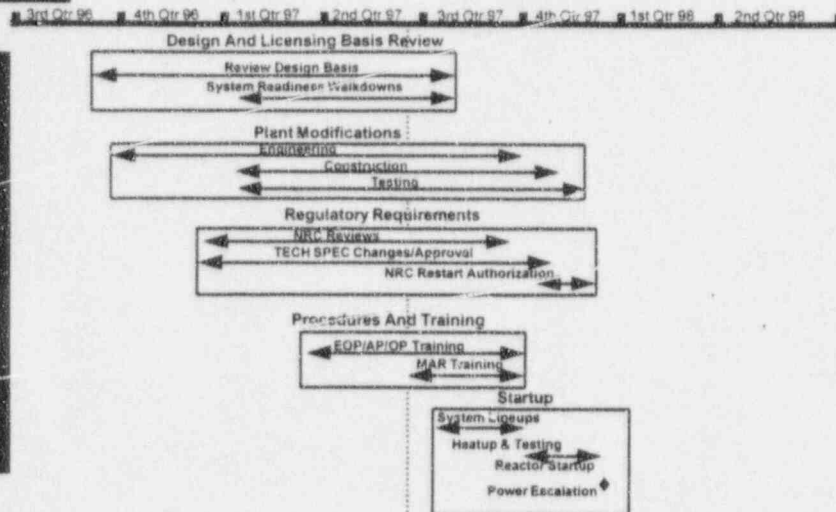 3rd Qtr 96 4th Qtr 96 1st Qtr 97 2nd Qtr 97 3rd Qtr 97 4th Qtr 97 1st Qtr 98 2nd Qtr 98
Design And Licensing Basis Review
Review Design Basis
System Readiness Walkdowns
Plant Modifications
Engineering
Construction
Testing
Regulatory Requirements
NRC Reviews
TECH SPEC Changes/Approval
NRC Restart Authorization
Procedures And Training
EOP/AP/OP Training
MAR Training
Startup
System Lineups
Heatup & Testing
Reactor Startup
Power Escalation